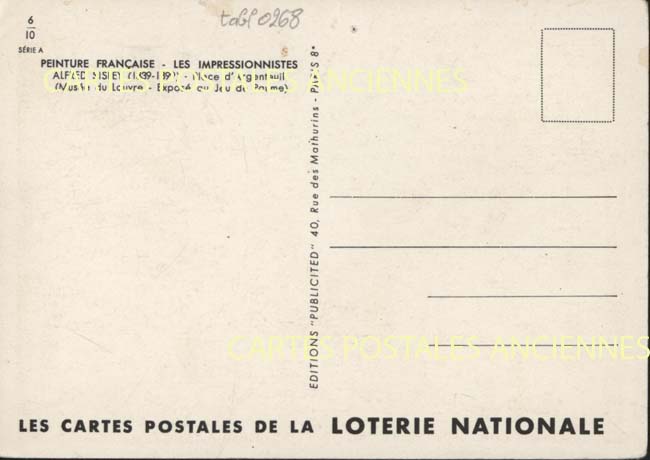 tabl 0268
6
10
SÉRIE A
PEINTURE FRANÇAISE - LES IMPRESSIONNISTES
ALFRED SISLEY (1839-1899) - Place d'Argenteuil
(Musée du Louvre - Exposé au Jeu de Paume)
CARTES POSTALES ANCIENNES
EDITIONS "PUBLICITED" 40, Rue des Mathurins - PARIS 8e
CARTES POSTALES ANCIENNES
LES CARTES POSTALES DE LA LOTERIE NATIONALE